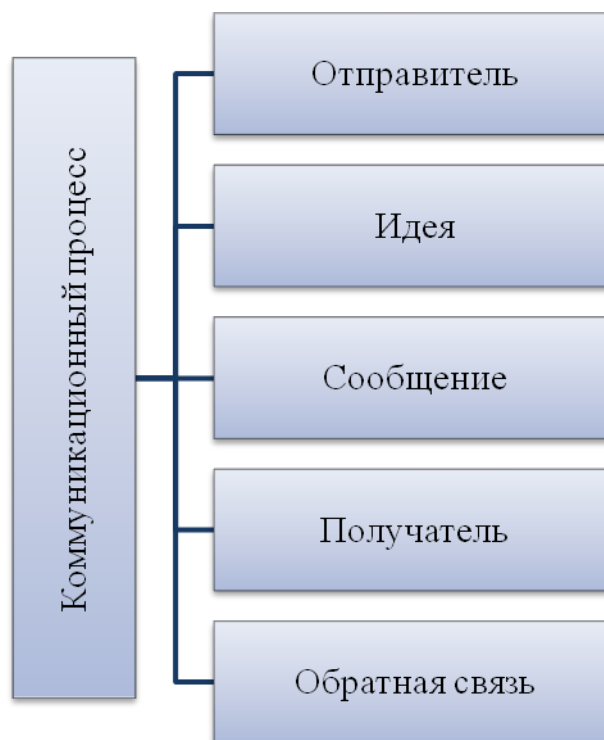 Коммуникационный процесс
Отправитель
Идея
Сообщение
Получатель
Обратная связь